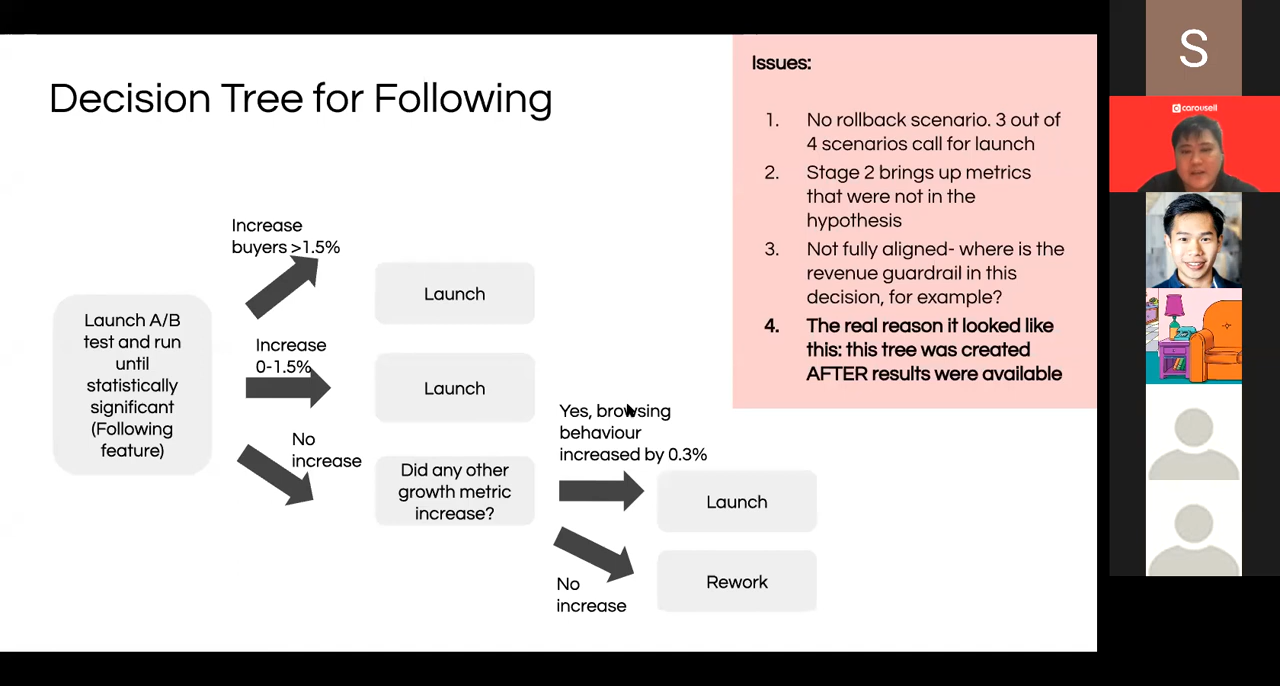 Decision Tree for Following
Issues:
1. No rollback scenario. 3 out of
4 scenarios call for launch
2. Stage 2 brings up metrics
that were not in the
hypothesis
3. Not fully aligned- where is the
revenue guardrail in this
decision, for example?
4. The real reason it looked like
this: this tree was created
AFTER results were available
Launch A/B
test and run
until
statistically
significant
(Following
feature)
Increase
buyers >1.5%
Launch
Increase
0-1.5%
Launch
No
increase
Did any other
growth metric
increase?
Yes, browsing
behaviour
increased by 0.3%
Launch
No
increase
Rework
S
carousell